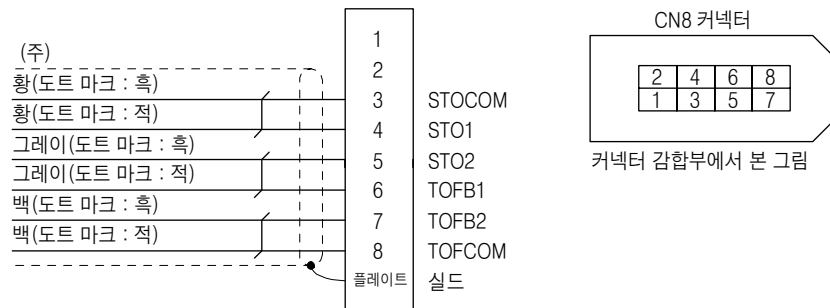 (주)
황(도트 마크 : 흑)
황(도트 마크 : 적)
그레이(도트 마크 : 흑)
그레이(도트 마크 : 적)
백(도트 마크 : 흑)
백(도트 마크 : 적)
1
2
3 STOCOM
4 STO1
5 STO2
6 TOFB1
7 TOFB2
8 TOFCOM
플레이트 실드
CN8 커넥터
2 4 6 8
1 3 5 7
커넥터 감합부에서 본 그림